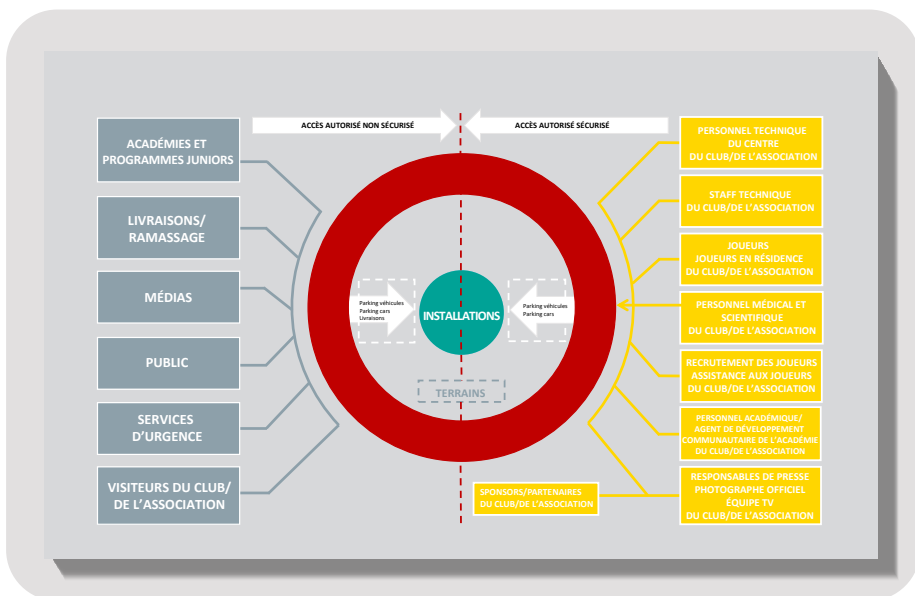 ACCÈS AUTORISÉ NON SÉCURISÉ
ACCÈS AUTORISÉ SÉCURISÉ
ACADÉMIES ET
PROGRAMMES JUNIORS
LIVRAISONS/
RAMASSAGE
MÉDIAS
PUBLIC
SERVICES
D'URGENCE
VISITEURS DU CLUB/
DE L'ASSOCIATION
Parking véhicules
Parking cars
Livraisons
INSTALLATIONS
Parking véhicules
Parking cars
TERRAINS
PERSONNEL TECHNIQUE
DU CENTRE
DU CLUB/DE L'ASSOCIATION
STAFF TECHNIQUE
DU CLUB/DE L'ASSOCIATION
JOUEURS
JOUEURS EN RÉSIDENCE
DU CLUB/DE L'ASSOCIATION
PERSONNEL MÉDICAL ET
SCIENTIFIQUE
DU CLUB/DE L'ASSOCIATION
RECRUTEMENT DES JOUEURS
ASSISTANCE AUX JOUEURS
DU CLUB/DE L'ASSOCIATION
PERSONNEL ACADÉMIQUE/
AGENT DE DÉVELOPPEMENT
COMMUNAUTAIRE DE L'ACADÉMIE
DU CLUB/DE L'ASSOCIATION
RESPONSABLES DE PRESSE
PHOTOGRAPHE OFFICIEL
ÉQUIPE TV
DU CLUB/DE L'ASSOCIATION
SPONSORS/PARTENAIRES
DU CLUB/DE L'ASSOCIATION